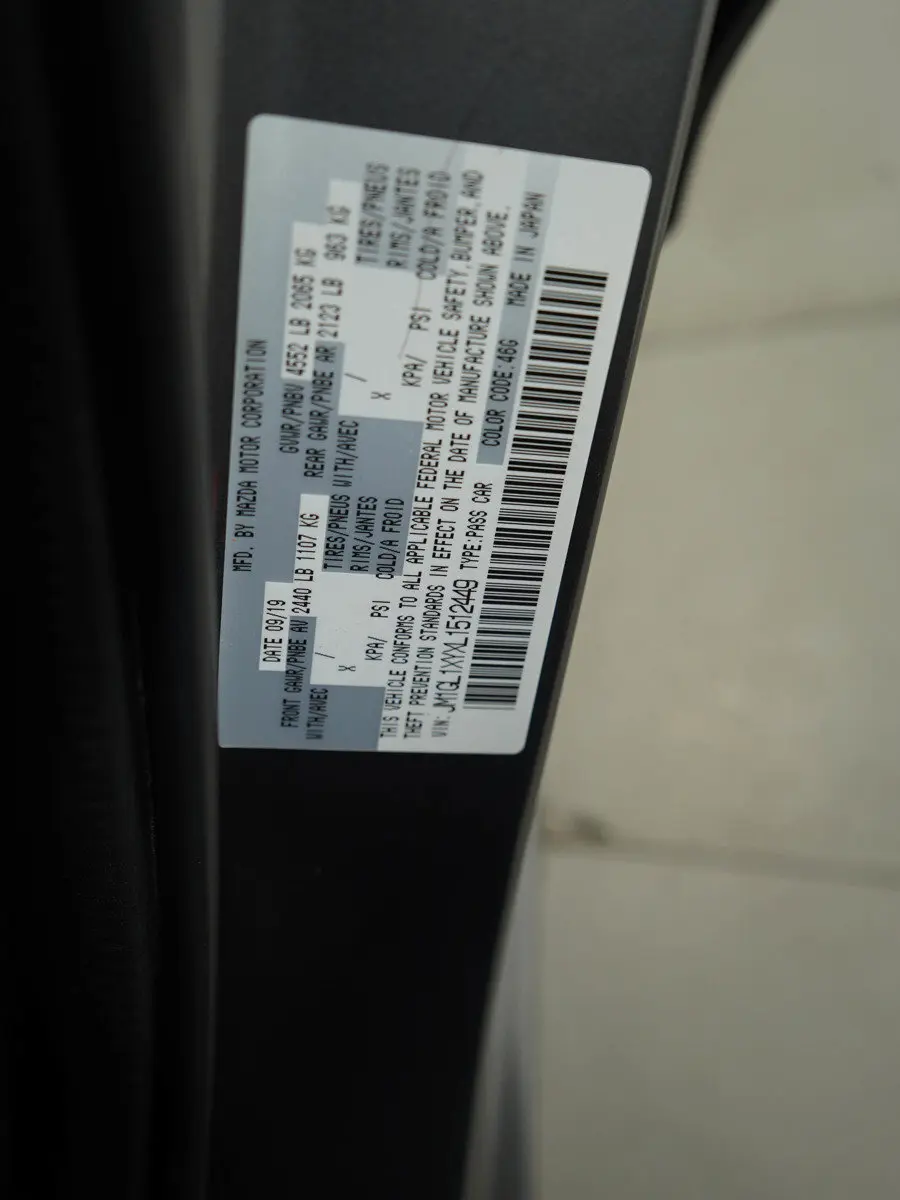 MFD. BY MAZDA MOTOR CORPORATION
DATE 09/19 GVWR/PNBV 4552 LB 2065 KG
FRONT GAWR/PNBE AV 2440 LB 1107 KG REAR GAWR/PNBE AR 2123 LB 963 KG
WITH/AVEC / TIRES/PNEUS WITH/AVEC / TIRES/PNEUS
X RIMS/JANTES X RIMS/JANTES
KPA/ PSI COLD/A FROID KPA/ PSI COLD/A FROID
THIS VEHICLE CONFORMS TO ALL APPLICABLE FEDERAL MOTOR VEHICLE SAFETY,BUMPER,AND
THEFT PREVENTION STANDARDS IN EFFECT ON THE DATE OF MANUFACTURE SHOWN ABOVE.
VIN: JM1GL1XYXL1512449 TYPE:PASS CAR COLOR CODE:46G MADE IN JAPAN